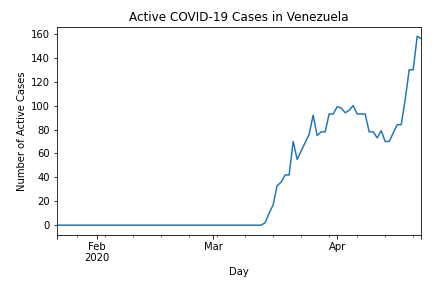 Active COVID-19 Cases in Venezuela
160
140
120
100
80
60
40
20
0
Number of Active Cases
Feb
2020
Mar
Apr
Day